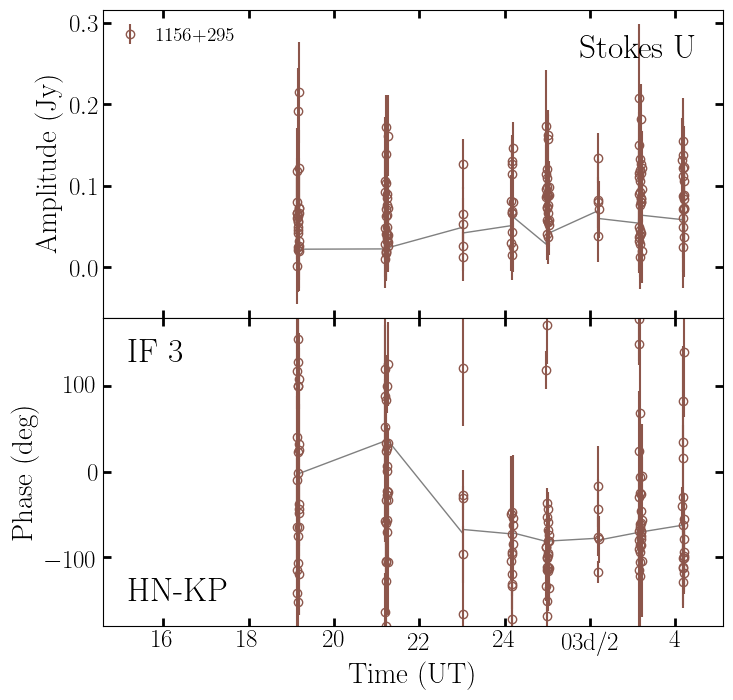 0.3
1156+295
Stokes U
0.2
0.1
0.0
Amplitude (Jy)
IF 3
100
0
−100
Phase (deg)
HN-KP
16 18 20 22 24 03d/2 4
Time (UT)